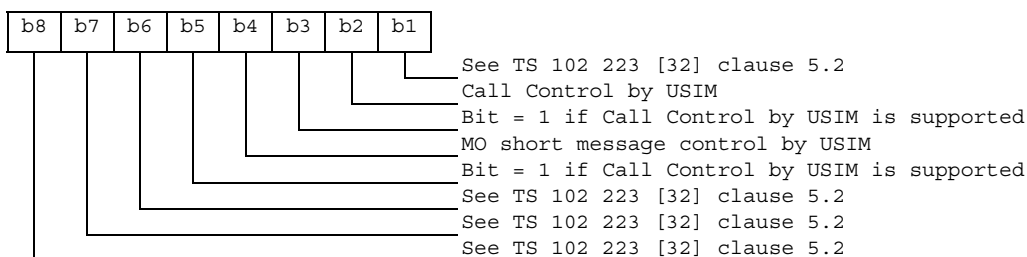 b8 b7 b6 b5 b4 b3 b2 b1
See TS 102 223 [32] clause 5.2
Call Control by USIM
Bit = 1 if Call Control by USIM is supported
MO short message control by USIM
Bit = 1 if Call Control by USIM is supported
See TS 102 223 [32] clause 5.2
See TS 102 223 [32] clause 5.2
See TS 102 223 [32] clause 5.2